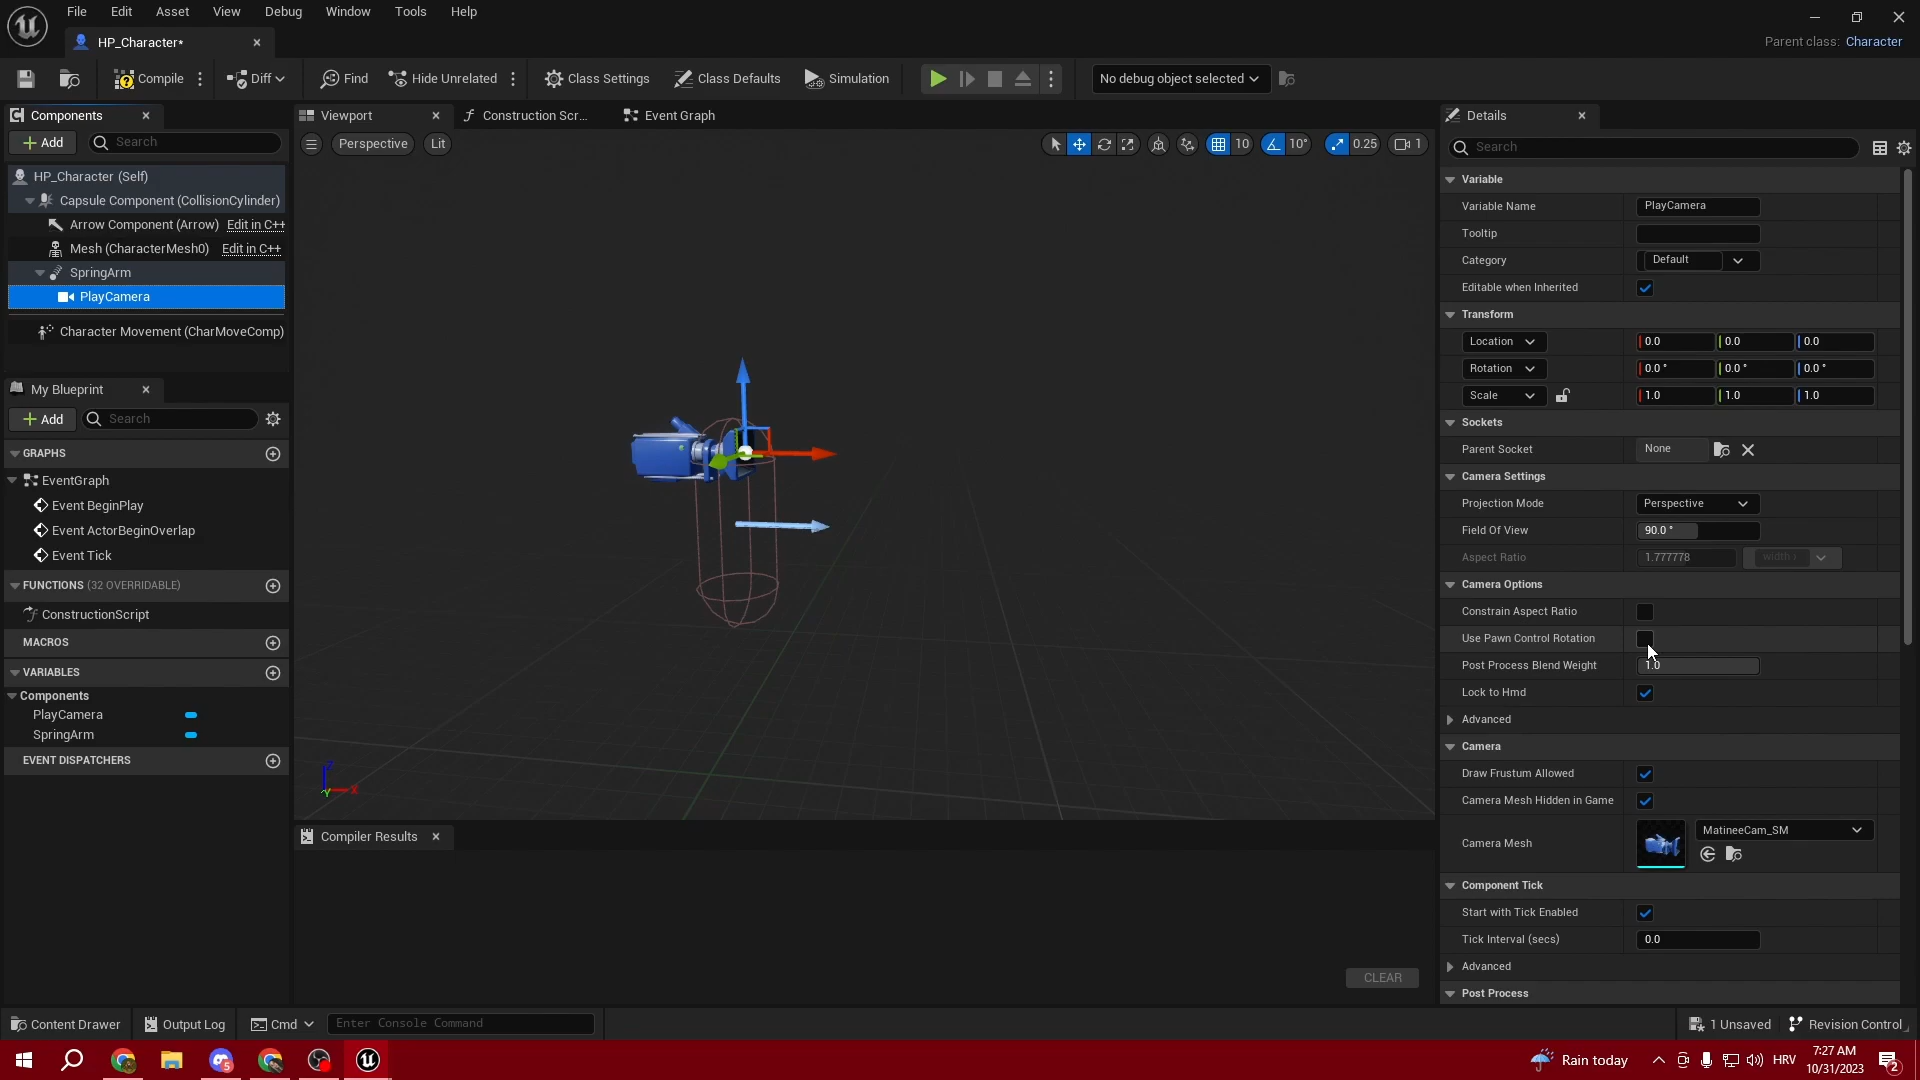 File Edit Asset View Debug Window Tools Help
HP_Character*
Parent class: Character
Compile Diff Find Hide Unrelated Class Settings Class Defaults Simulation No debug object selected
Components
Add Search
HP_Character (Self)
Capsule Component (CollisionCylinder)
Arrow Component (Arrow) Edit in C++
Mesh (CharacterMesh0) Edit in C++
SpringArm
PlayCamera
Character Movement (CharMoveComp)
My Blueprint
Add Search
GRAPHS
EventGraph
Event BeginPlay
Event ActorBeginOverlap
Event Tick
FUNCTIONS (32 OVERRIDABLE)
ConstructionScript
MACROS
VARIABLES
Components
PlayCamera
SpringArm
EVENT DISPATCHERS
Viewport Construction Scr... Event Graph
Perspective Lit 10 10° 0.25 1
Z
Y X
Compiler Results
CLEAR
Details
Search
Variable
Variable Name PlayCamera
Tooltip
Category Default
Editable when Inherited
Transform
Location 0.0 0.0 0.0
Rotation 0.0 ° 0.0 ° 0.0 °
Scale 1.0 1.0 1.0
Sockets
Parent Socket None
Camera Settings
Projection Mode Perspective
Field Of View 90.0 °
Aspect Ratio 1.777778
Camera Options
Constrain Aspect Ratio
Use Pawn Control Rotation
Post Process Blend Weight 1.0
Lock to Hmd
Advanced
Camera
Draw Frustum Allowed
Camera Mesh Hidden in Game
Camera Mesh MatineeCam_SM
Component Tick
Start with Tick Enabled
Tick Interval (secs) 0.0
Advanced
Post Process
Content Drawer Output Log Cmd Enter Console Command 1 Unsaved Revision Control
5 Rain today HRV 7:27 AM
10/31/2023 2